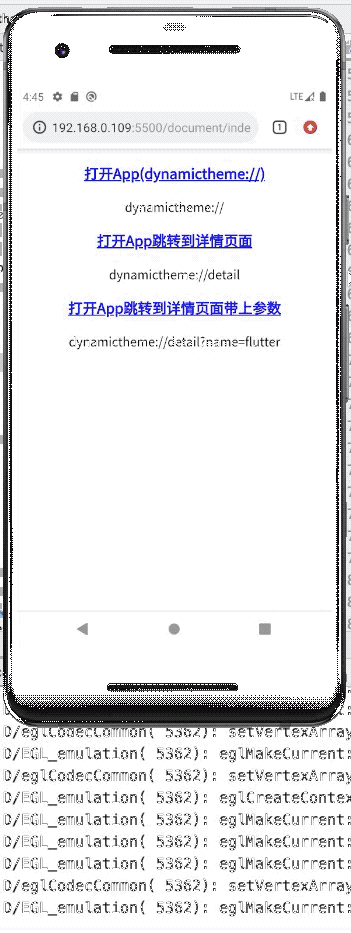 4:45
LTE
192.168.0.109:5500/document/inde
1
打开App(dynamictheme://)
dynamictheme://
打开App跳转到详情页面
dynamictheme://detail
打开App跳转到详情页面带上参数
dynamictheme://detail?name=flutter
D/eglCodecCommon( 5362): setVertexArray
D/EGL_emulation( 5362): eglMakeCurrent:
D/eglCodecCommon( 5362): setVertexArray
D/EGL_emulation( 5362): eglCreateContex
D/EGL_emulation( 5362): eglMakeCurrent:
D/EGL_emulation( 5362): eglMakeCurrent:
D/EGL_emulation( 5362): eglMakeCurrent:
D/eglCodecCommon( 5362): setVertexArray
D/EGL_emulation( 5362): eglMakeCurrent: